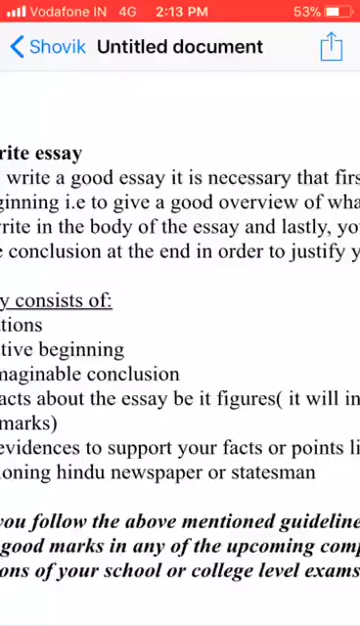 Vodafone IN 4G 2:13 PM 53%
Shovik Untitled document
rite essay
write a good essay it is necessary that firs
ginning i.e to give a good overview of wha
write in the body of the essay and lastly, yo
e conclusion at the end in order to justify y
y consists of:
tions
tive beginning
maginable conclusion
acts about the essay be it figures( it will in
marks)
evidences to support your facts or points li
ioning hindu newspaper or statesman
you follow the above mentioned guideline
good marks in any of the upcoming comp
ons of your school or college level exams